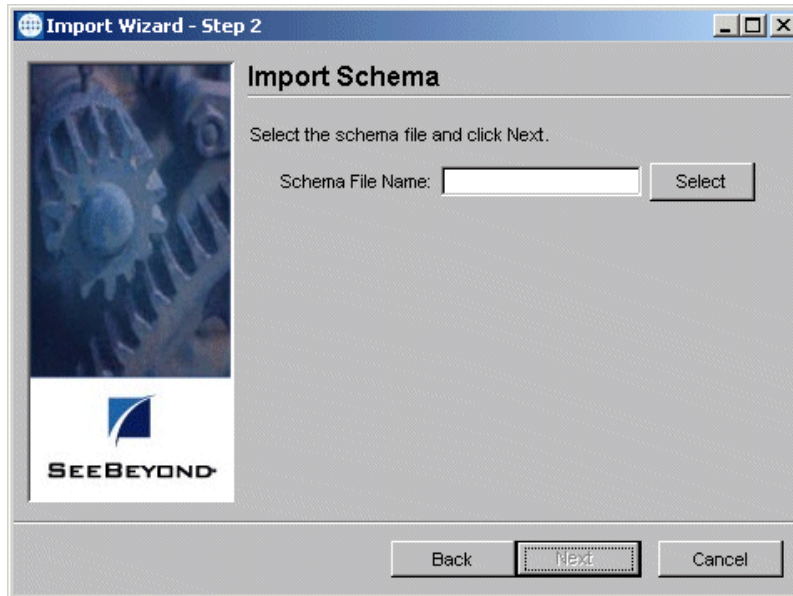 Import Wizard - Step 2
Import Schema
Select the schema file and click Next.
Schema File Name:
Select
SEEBEYOND
Back
Next
Cancel